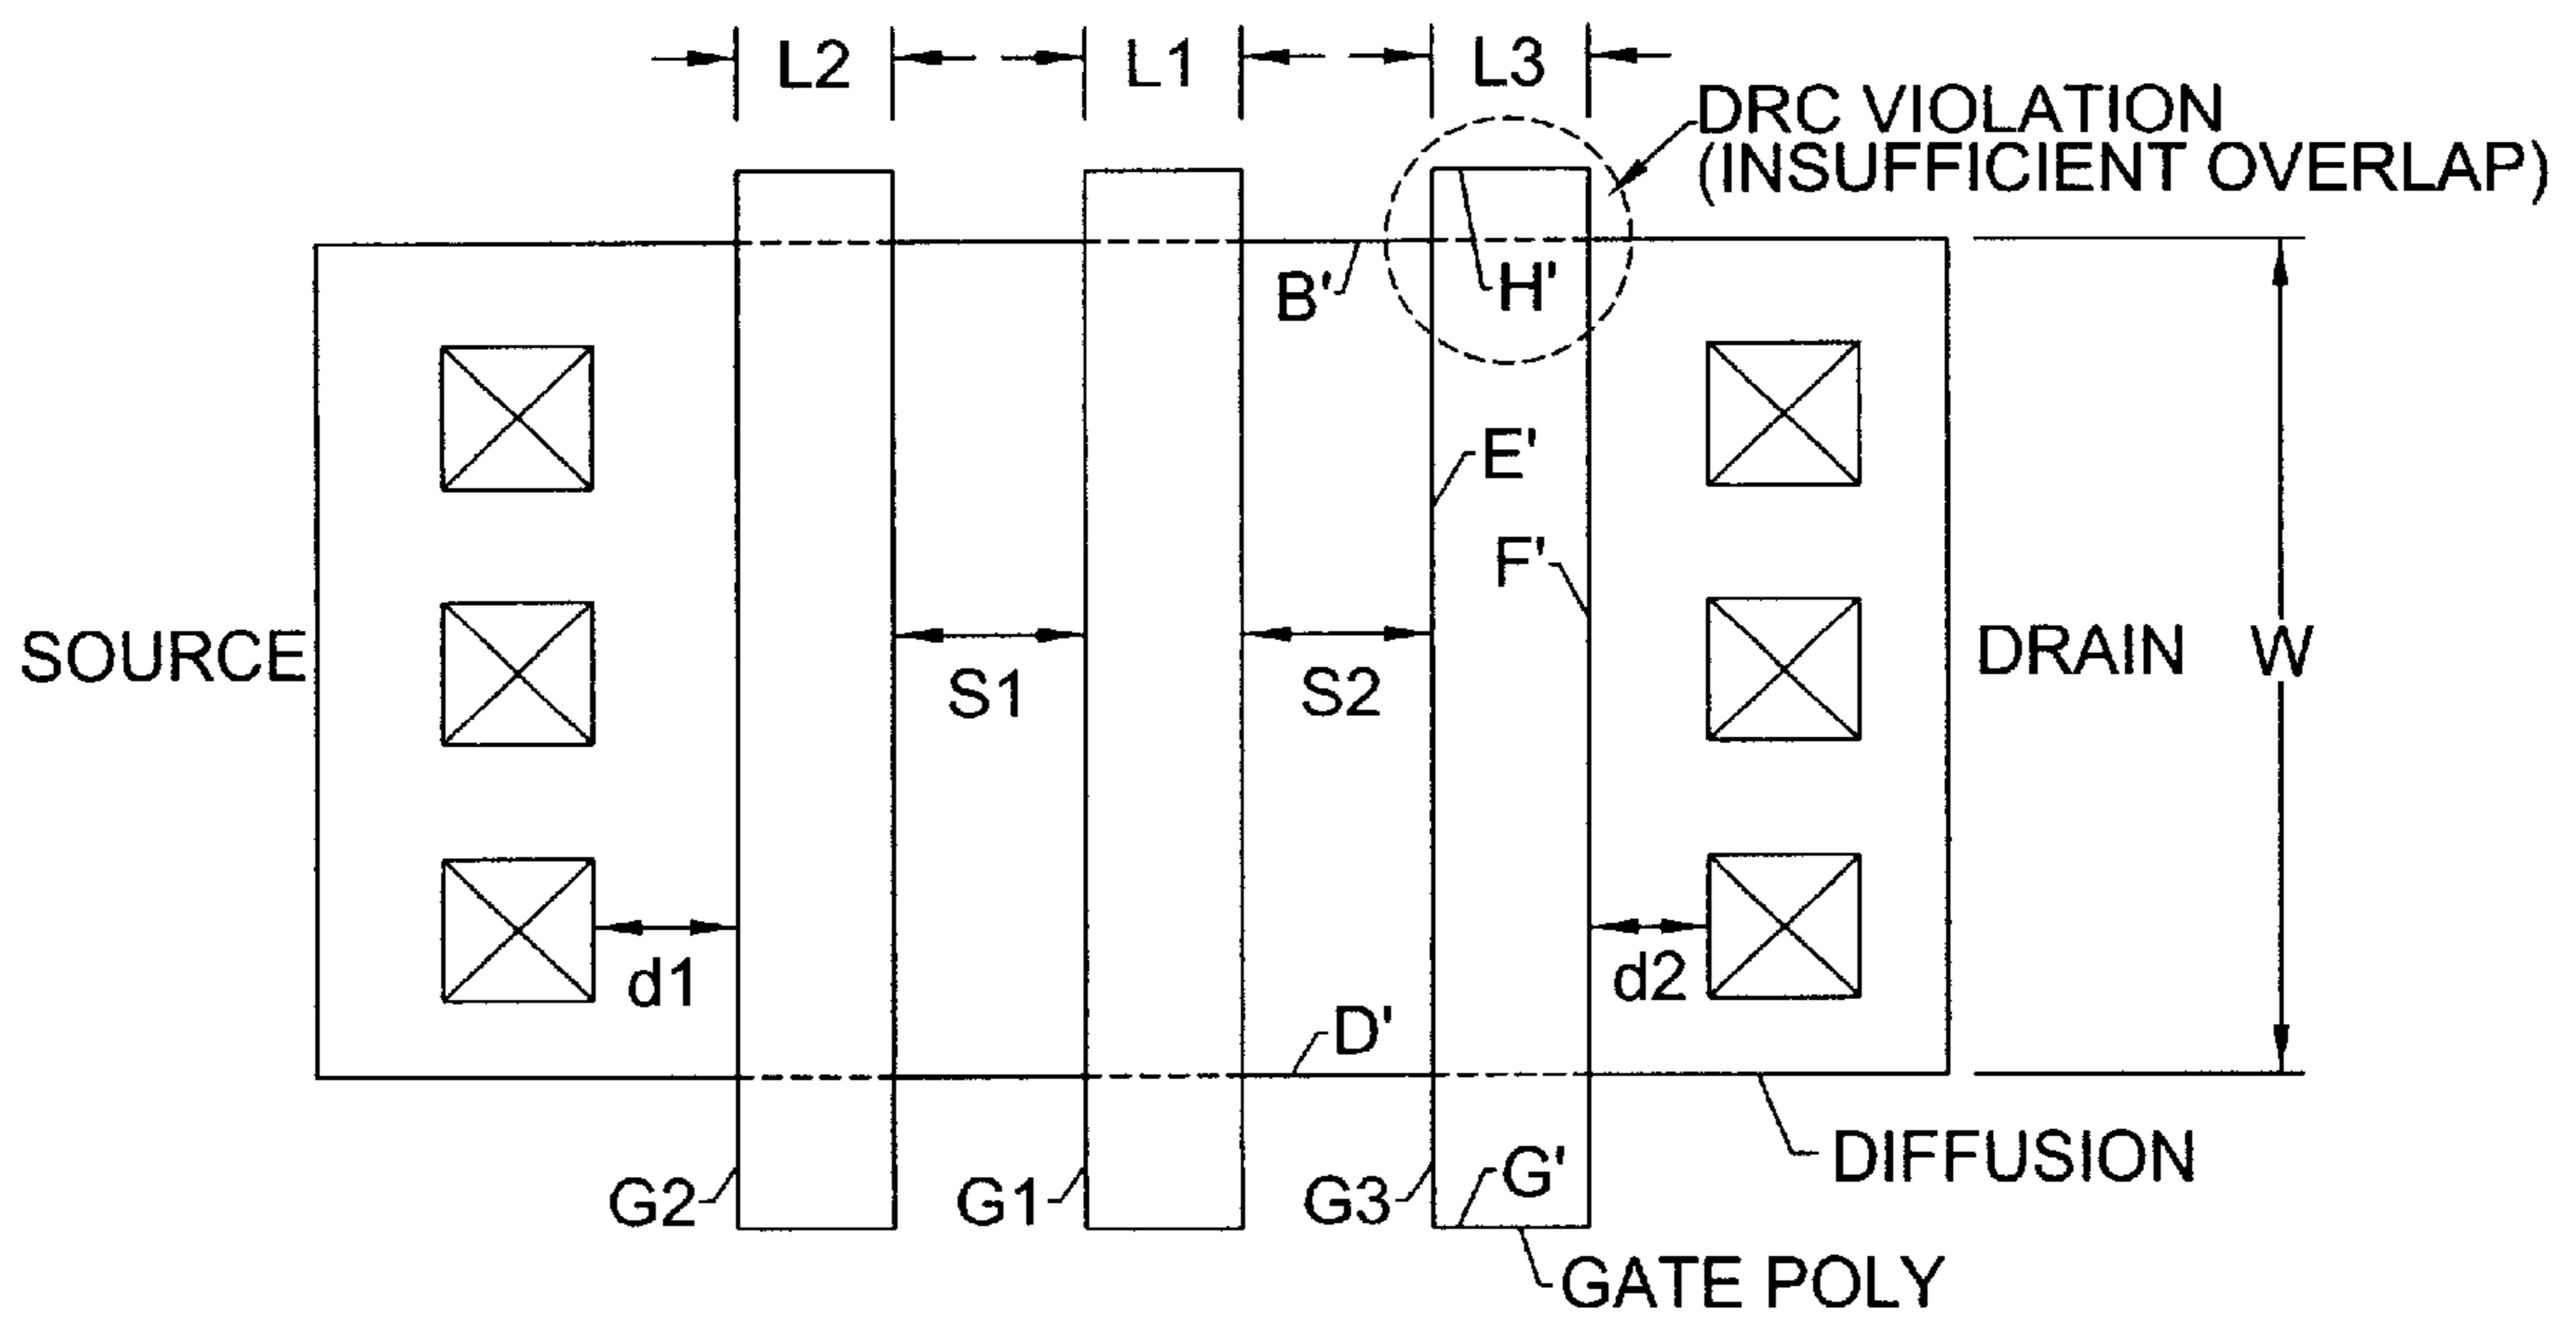 L2
L1
L3
DRC VIOLATION
(INSUFFICIENT OVERLAP)
B'
H'
E'
F'
SOURCE
S1
S2
DRAIN
W
d1
d2
D'
DIFFUSION
G2
G1
G3
G'
GATE POLY